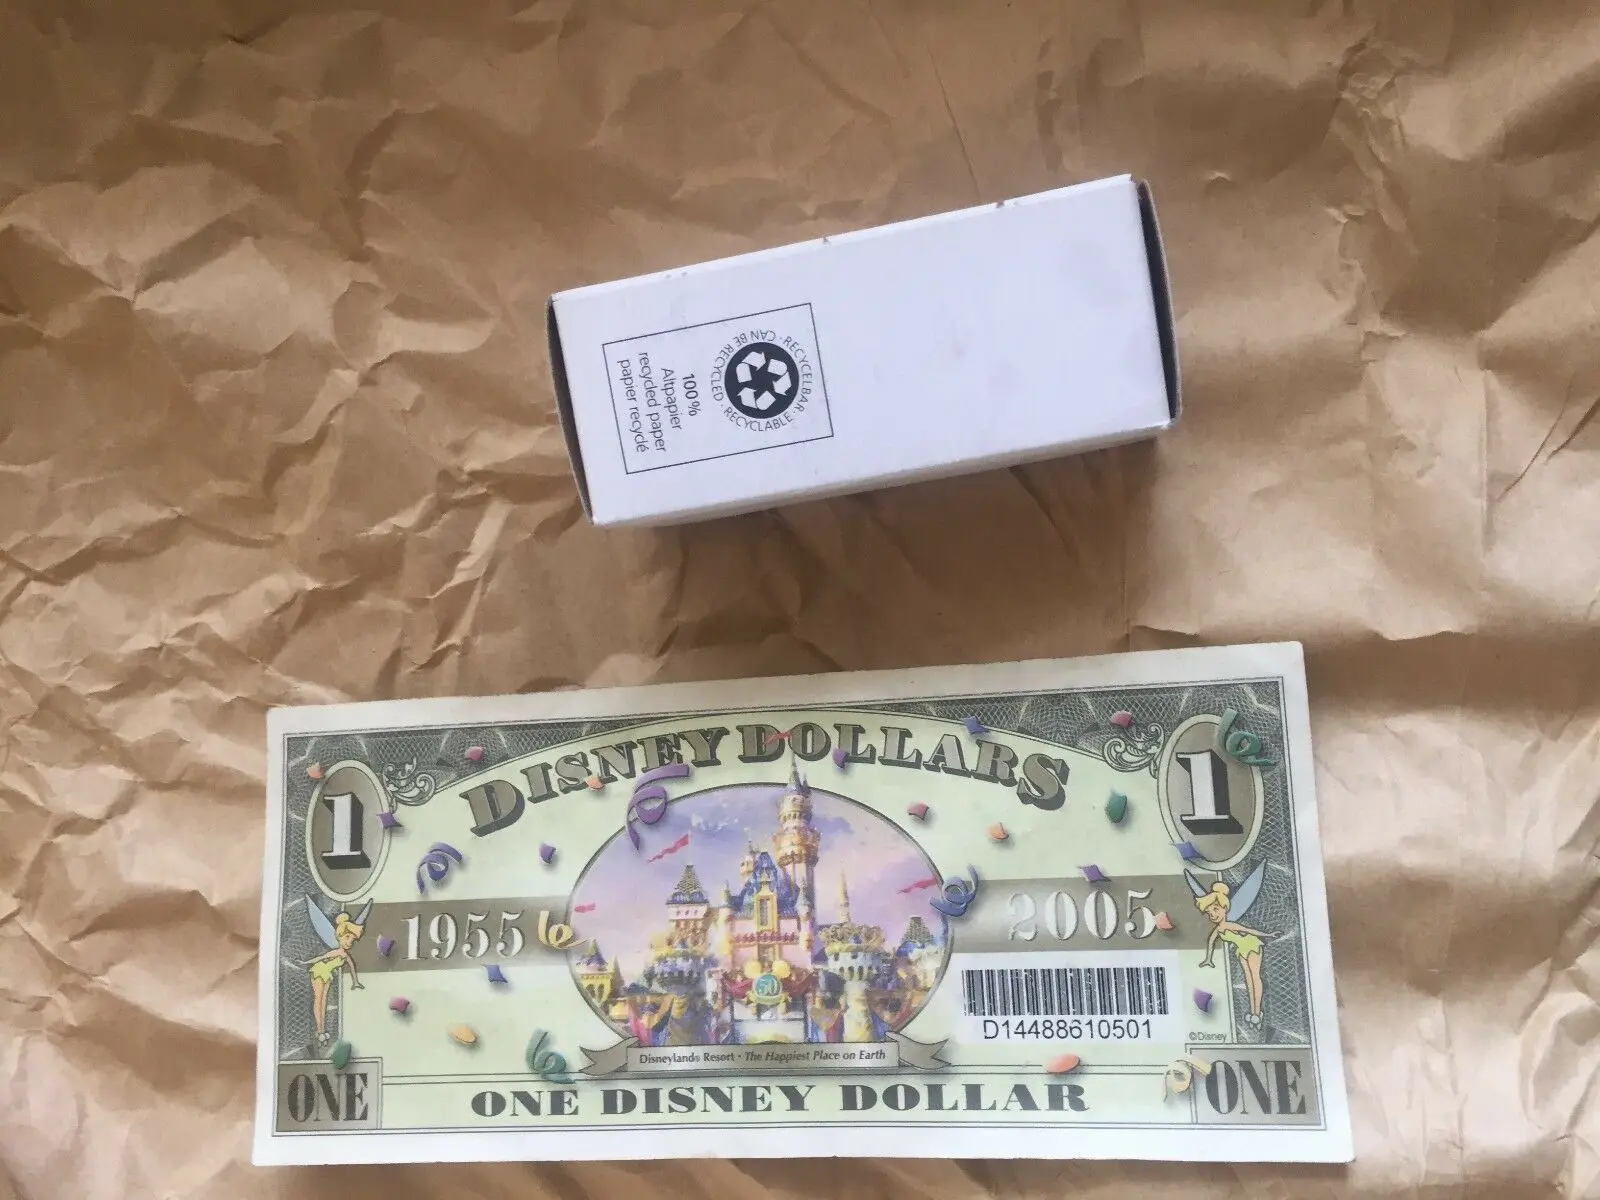 RECYCELBAR · RECYCLABLE · CAN BE RECYCLED ·
100%
Altpapier
recycled paper
papier recyclé
DISNEY DOLLARS
1
1
1955
2005
50
D14488610501
©Disney
Disneyland® Resort • The Happiest Place on Earth
ONE
ONE DISNEY DOLLAR
ONE